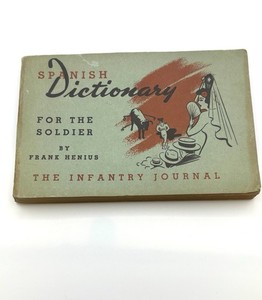 SPANISH
Dictionary
FOR THE
SOLDIER
BY
FRANK HENIUS
THE INFANTRY JOURNAL